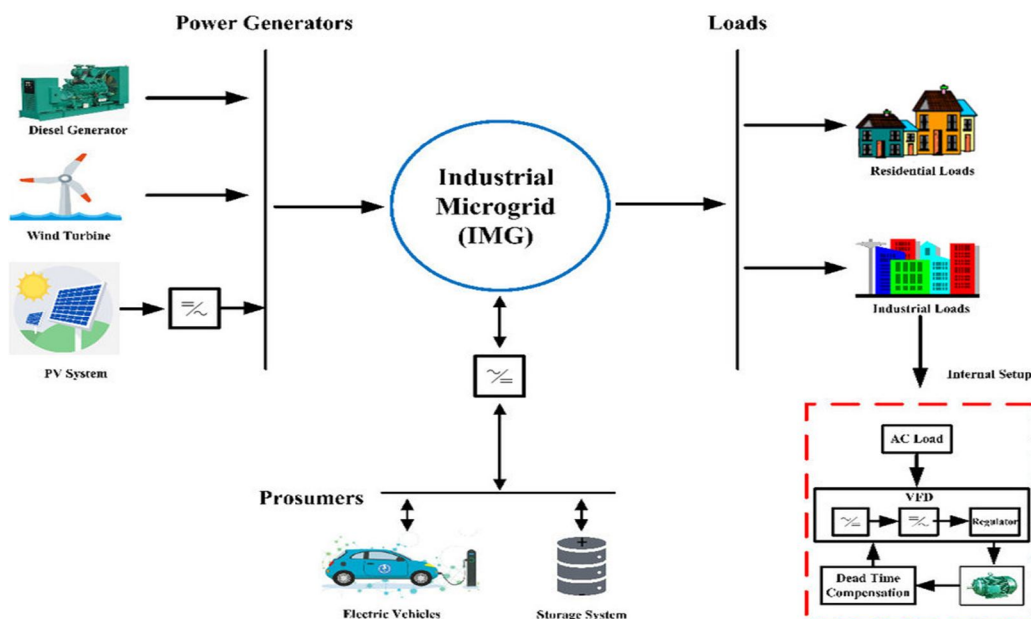 Power Generators
Loads
Diesel Generator
Wind Turbine
PV System
=/~
Industrial
Microgrid
(IMG)
~/=
Residential Loads
Industrial Loads
Internal Setup
Prosumers
Electric Vehicles
+
Storage System
AC Load
VFD
~/=
=/~
Regulator
Dead Time
Compensation